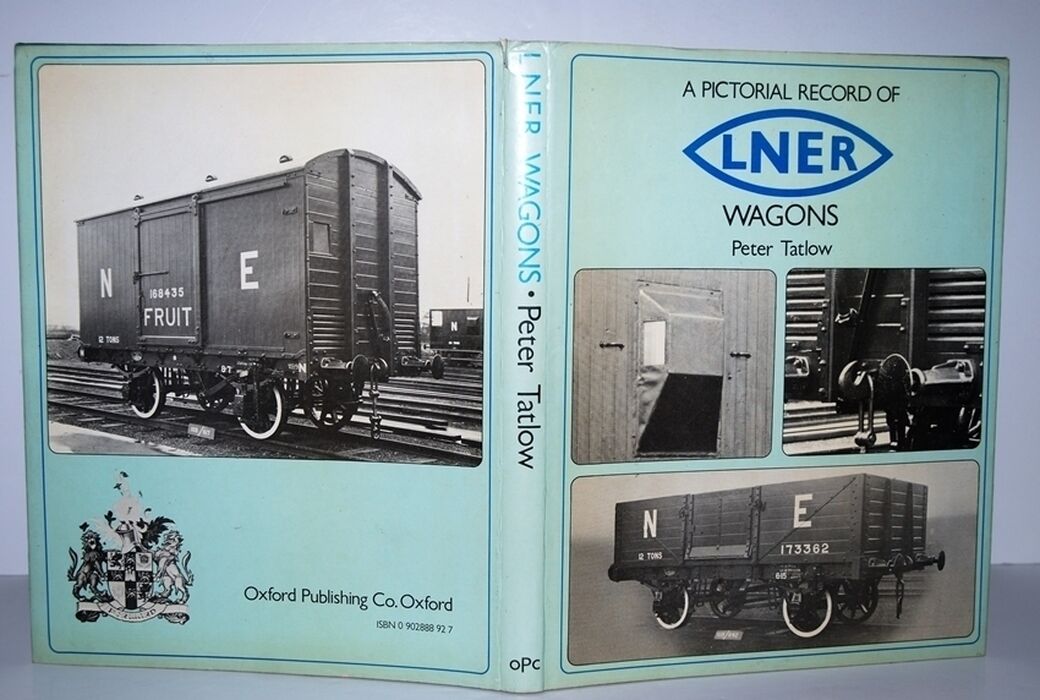 N E
168435
FRUIT
12 TONS
N
N
Oxford Publishing Co. Oxford
ISBN 0 902888 92 7
LNER WAGONS • Peter Tatlow
oPc
A PICTORIAL RECORD OF
LNER
WAGONS
Peter Tatlow
N E
12 TONS
173362